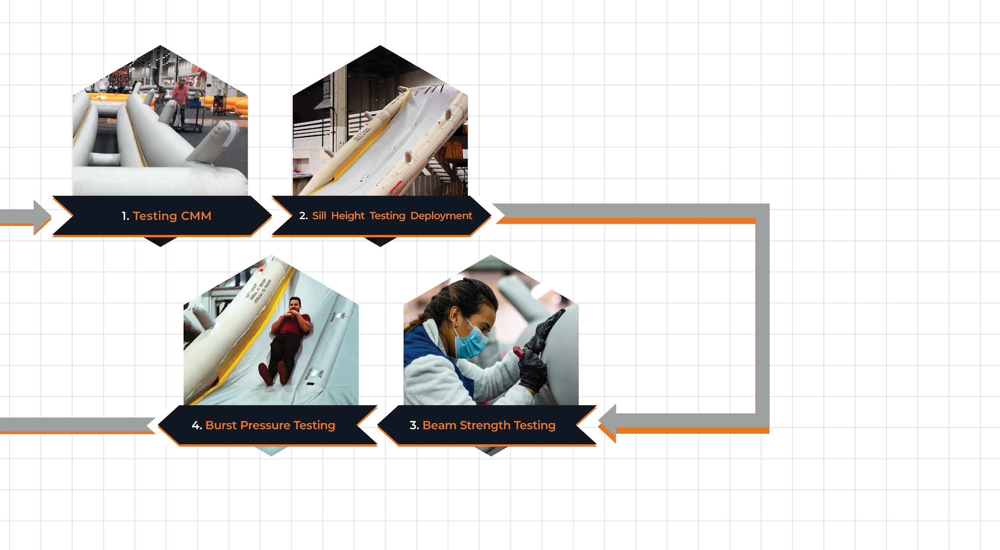 1. Testing CMM
2. Sill Height Testing Deployment
4. Burst Pressure Testing
3. Beam Strength Testing